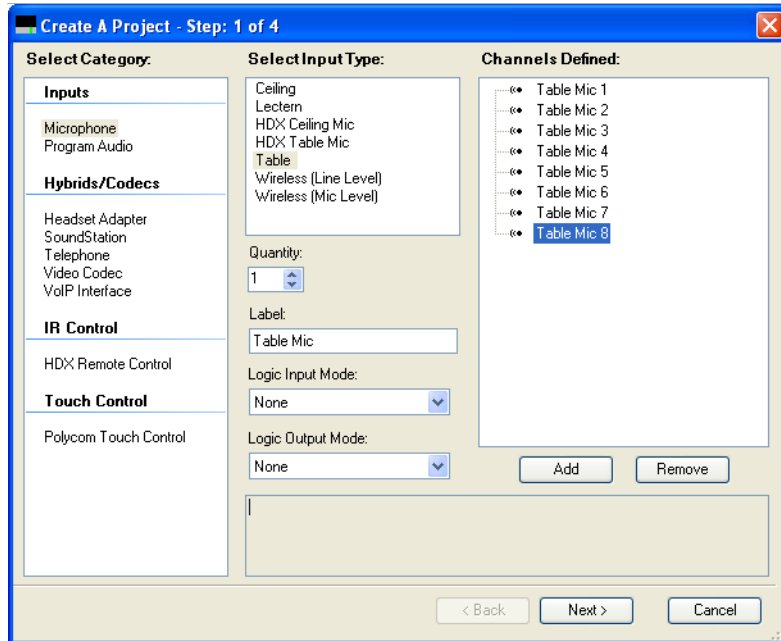 Create A Project - Step: 1 of 4
Select Category:
Inputs
Microphone
Program Audio
Hybrids/Codecs
Headset Adapter
SoundStation
Telephone
Video Codec
VoIP Interface
IR Control
HDX Remote Control
Touch Control
Polycom Touch Control
Select Input Type:
Ceiling
Lectern
HDX Ceiling Mic
HDX Table Mic
Table
Wireless (Line Level)
Wireless (Mic Level)
Quantity:
1
Label:
Table Mic
Logic Input Mode:
None
Logic Output Mode:
None
Channels Defined:
Table Mic 1
Table Mic 2
Table Mic 3
Table Mic 4
Table Mic 5
Table Mic 6
Table Mic 7
Table Mic 8
Add
Remove
< Back
Next >
Cancel